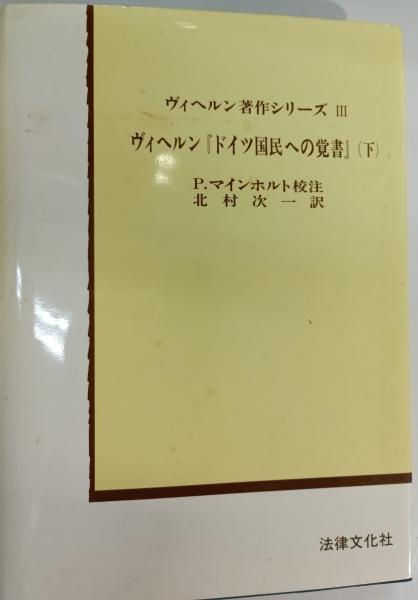 ヴィヘルン著作シリーズ Ⅲ
ヴィヘルン『ドイツ国民への覚書』(下)
P.マインホルト校注
北村次一訳
法律文化社